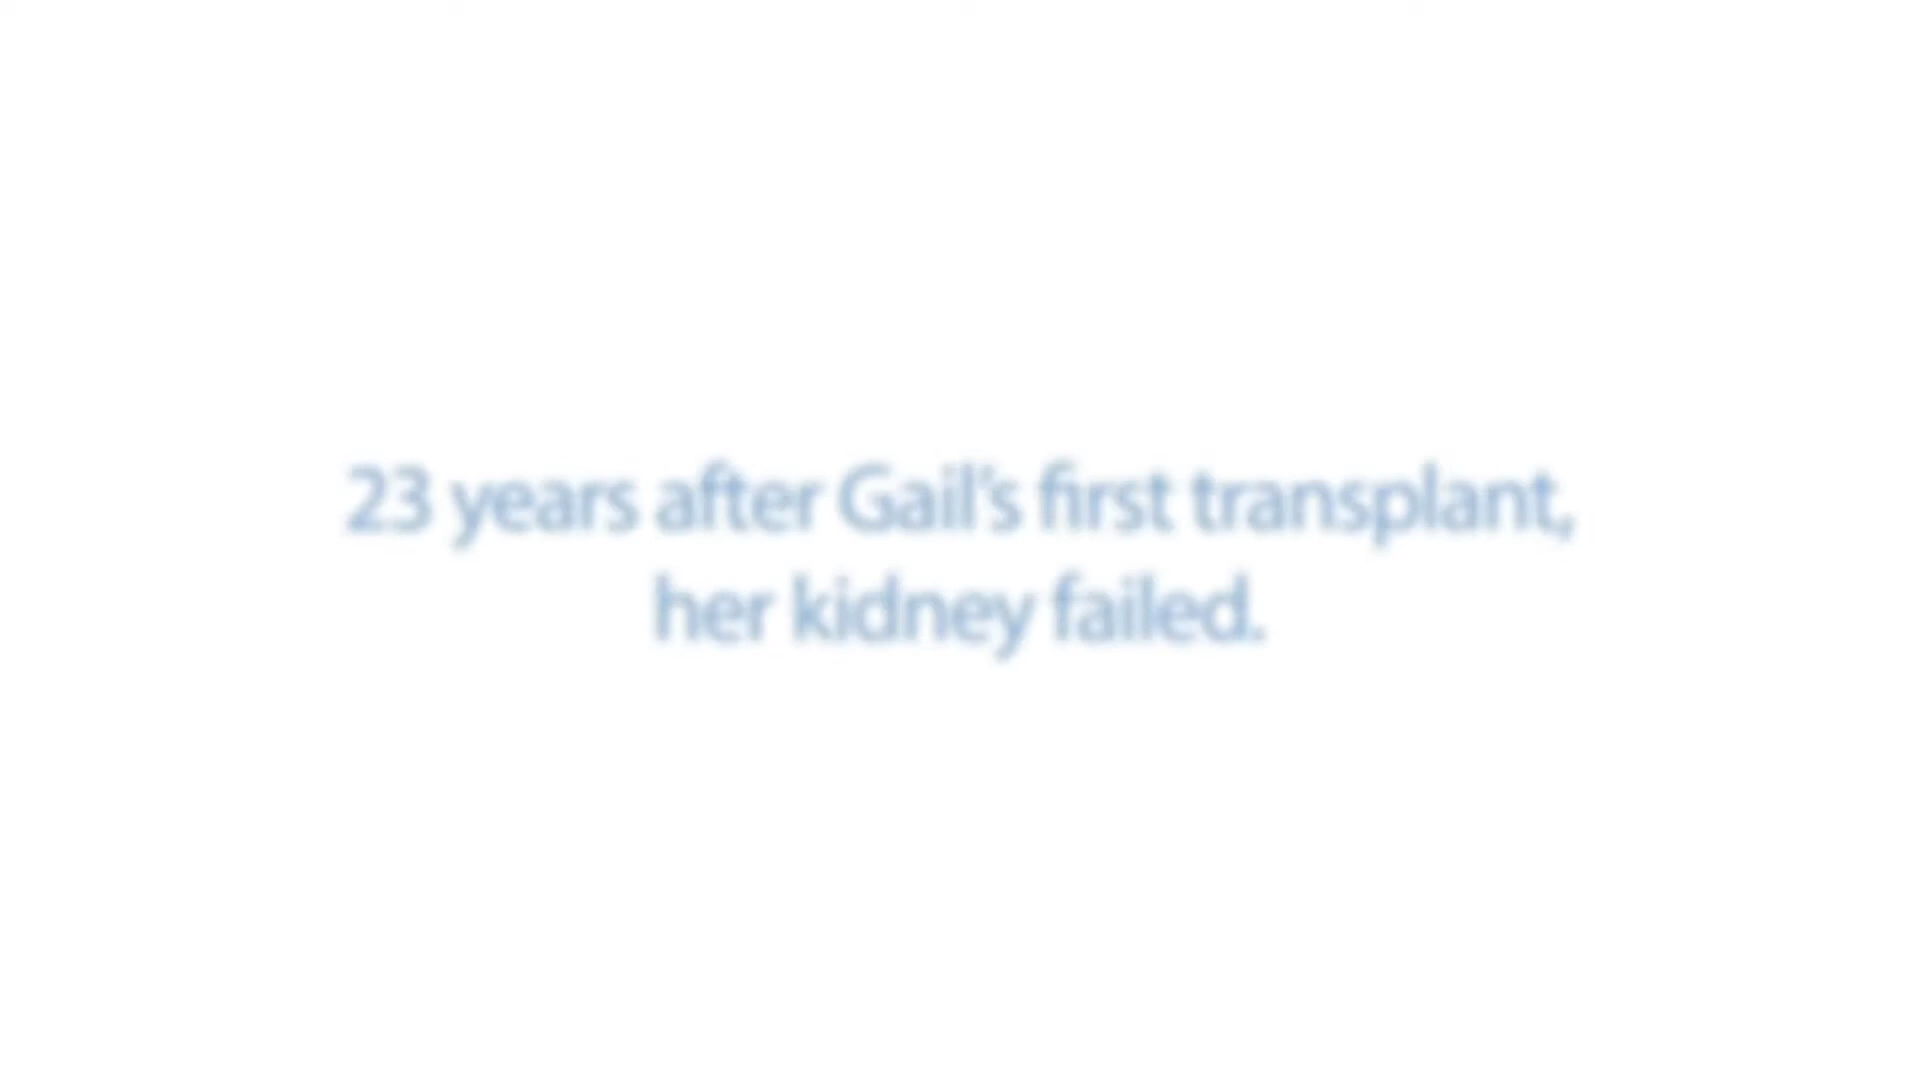 23 years after Gail’s first transplant,
her kidney failed.